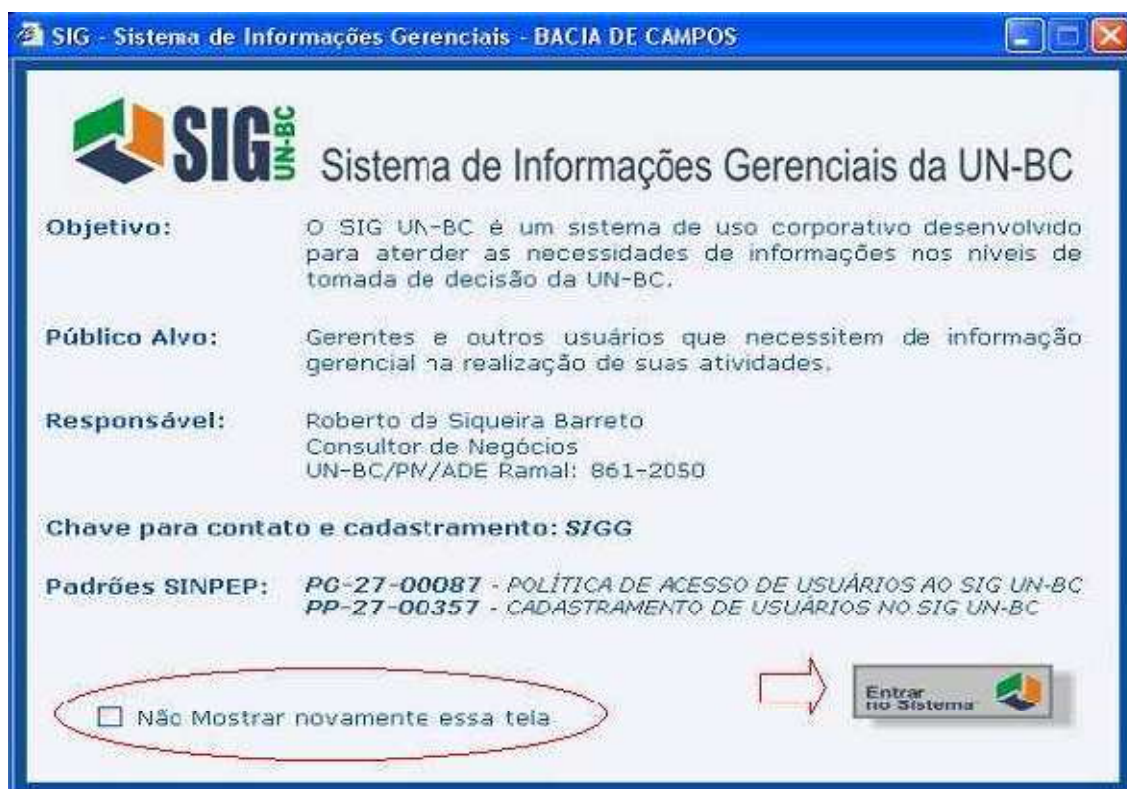 SIG - Sistema de Informações Gerenciais - BACIA DE CAMPOS
SIG UN-BC
Sistema de Informações Gerenciais da UN-BC
Objetivo: O SIG UN-BC é um sistema de uso corporativo desenvolvido
para atender as necessidades de informações nos níveis de
tomada de decisão da UN-BC.
Público Alvo: Gerentes e outros usuários que necessitem de informação
gerencial na realização de suas atividades.
Responsável: Roberto de Siqueira Barreto
Consultor de Negócios
UN-BC/PM/ADE Ramal: 861-2050
Chave para contato e cadastramento: SIGG
Padrões SINPEP: PG-27-00087 - POLÍTICA DE ACESSO DE USUÁRIOS AO SIG UN-BC
PP-27-00357 - CADASTRAMENTO DE USUÁRIOS NO SIG UN-BC
Não Mostrar novamente essa tela
Entrar
no Sistema